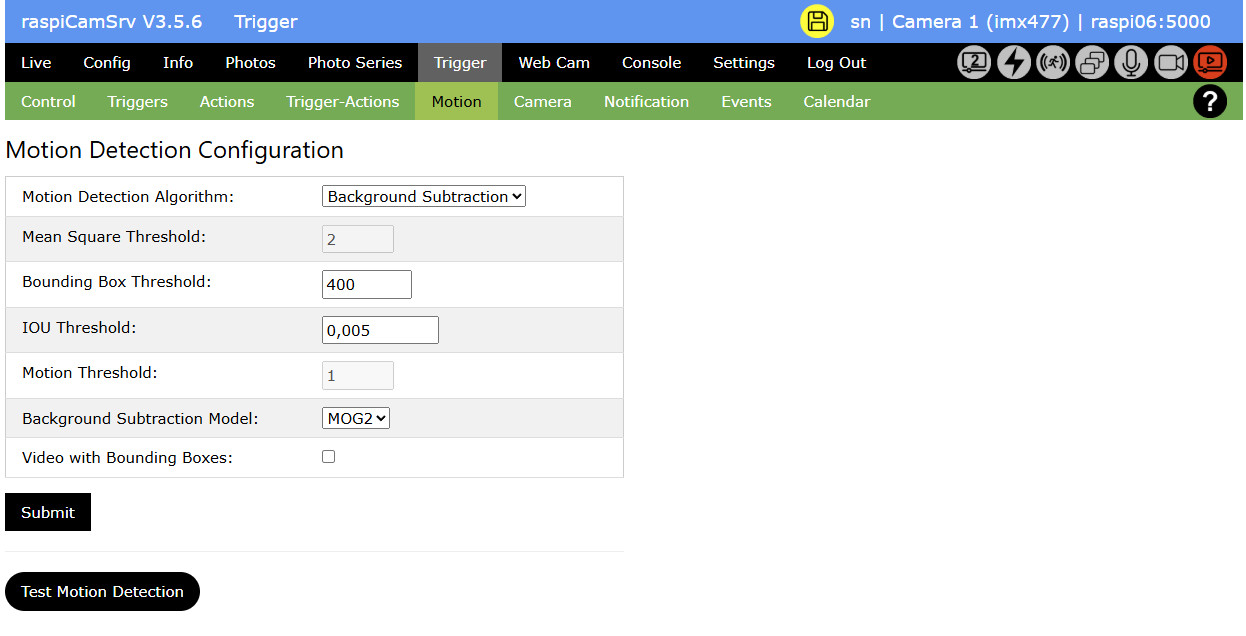 raspiCamSrv V3.5.6 Trigger sn | Camera 1 (imx477) | raspi06:5000
Live Config Info Photos Photo Series Trigger Web Cam Console Settings Log Out 2
Control Triggers Actions Trigger-Actions Motion Camera Notification Events Calendar ?
Motion Detection Configuration
Motion Detection Algorithm: Background Subtraction
Mean Square Threshold: 2
Bounding Box Threshold: 400
IOU Threshold: 0,005
Motion Threshold: 1
Background Subtraction Model: MOG2
Video with Bounding Boxes:
Submit
Test Motion Detection